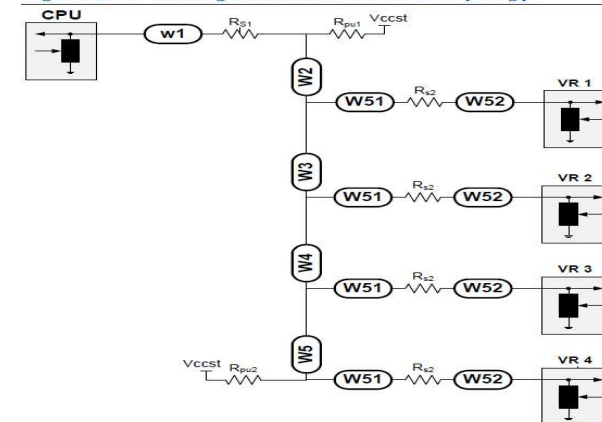 CPU
w1
RS1
Rpu1
Vccst
W2
VR 1
W51
Rs2
W52
W3
VR 2
W51
Rs2
W52
W4
VR 3
W51
Rs2
W52
W5
Vccst
Rpu2
VR 4
W51
Rs2
W52